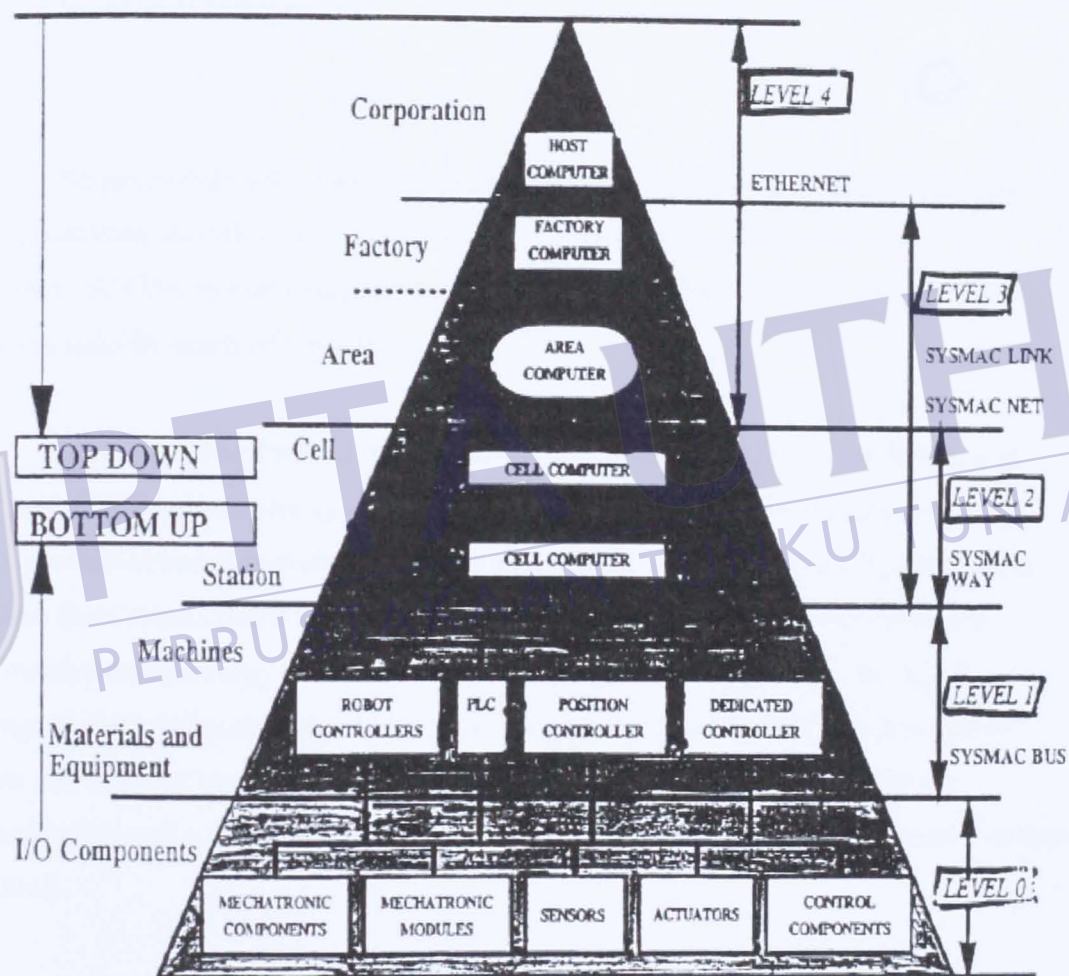 Corporation
HOST
COMPUTER
LEVEL 4
ETHERNET
Factory
FACTORY
COMPUTER
LEVEL 3
Area
AREA
COMPUTER
SYSMAC LINK
SYSMAC NET
TOP DOWN
Cell
CELL COMPUTER
LEVEL 2
BOTTOM UP
CELL COMPUTER
SYSMAC
WAY
Station
Machines
ROBOT
CONTROLLERS
PLC
POSITION
CONTROLLER
DEDICATED
CONTROLLER
LEVEL 1
SYSMAC BUS
Materials and
Equipment
I/O Components
MECHATRONIC
COMPONENTS
MECHATRONIC
MODULES
SENSORS
ACTUATORS
CONTROL
COMPONENTS
LEVEL 0
PTTAUTH
PERPUSTAKAAN TUNKU TUN A